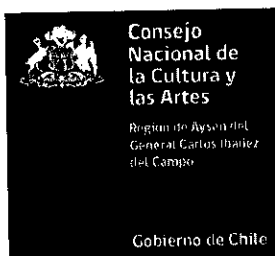 Consejo
Nacional de
la Cultura y
las Artes
Región de Aysén del
General Carlos Ibáñez
del Campo
Gobierno de Chile